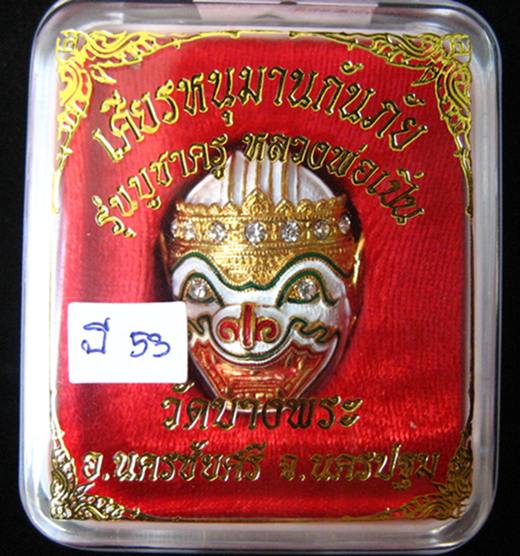 เศียรหนุมานกันภัย
รุ่นบูชาครู หลวงพ่อเปิ่น
ปี 53
วัดบางพระ
อ.นครชัยศรี จ.นครปฐม